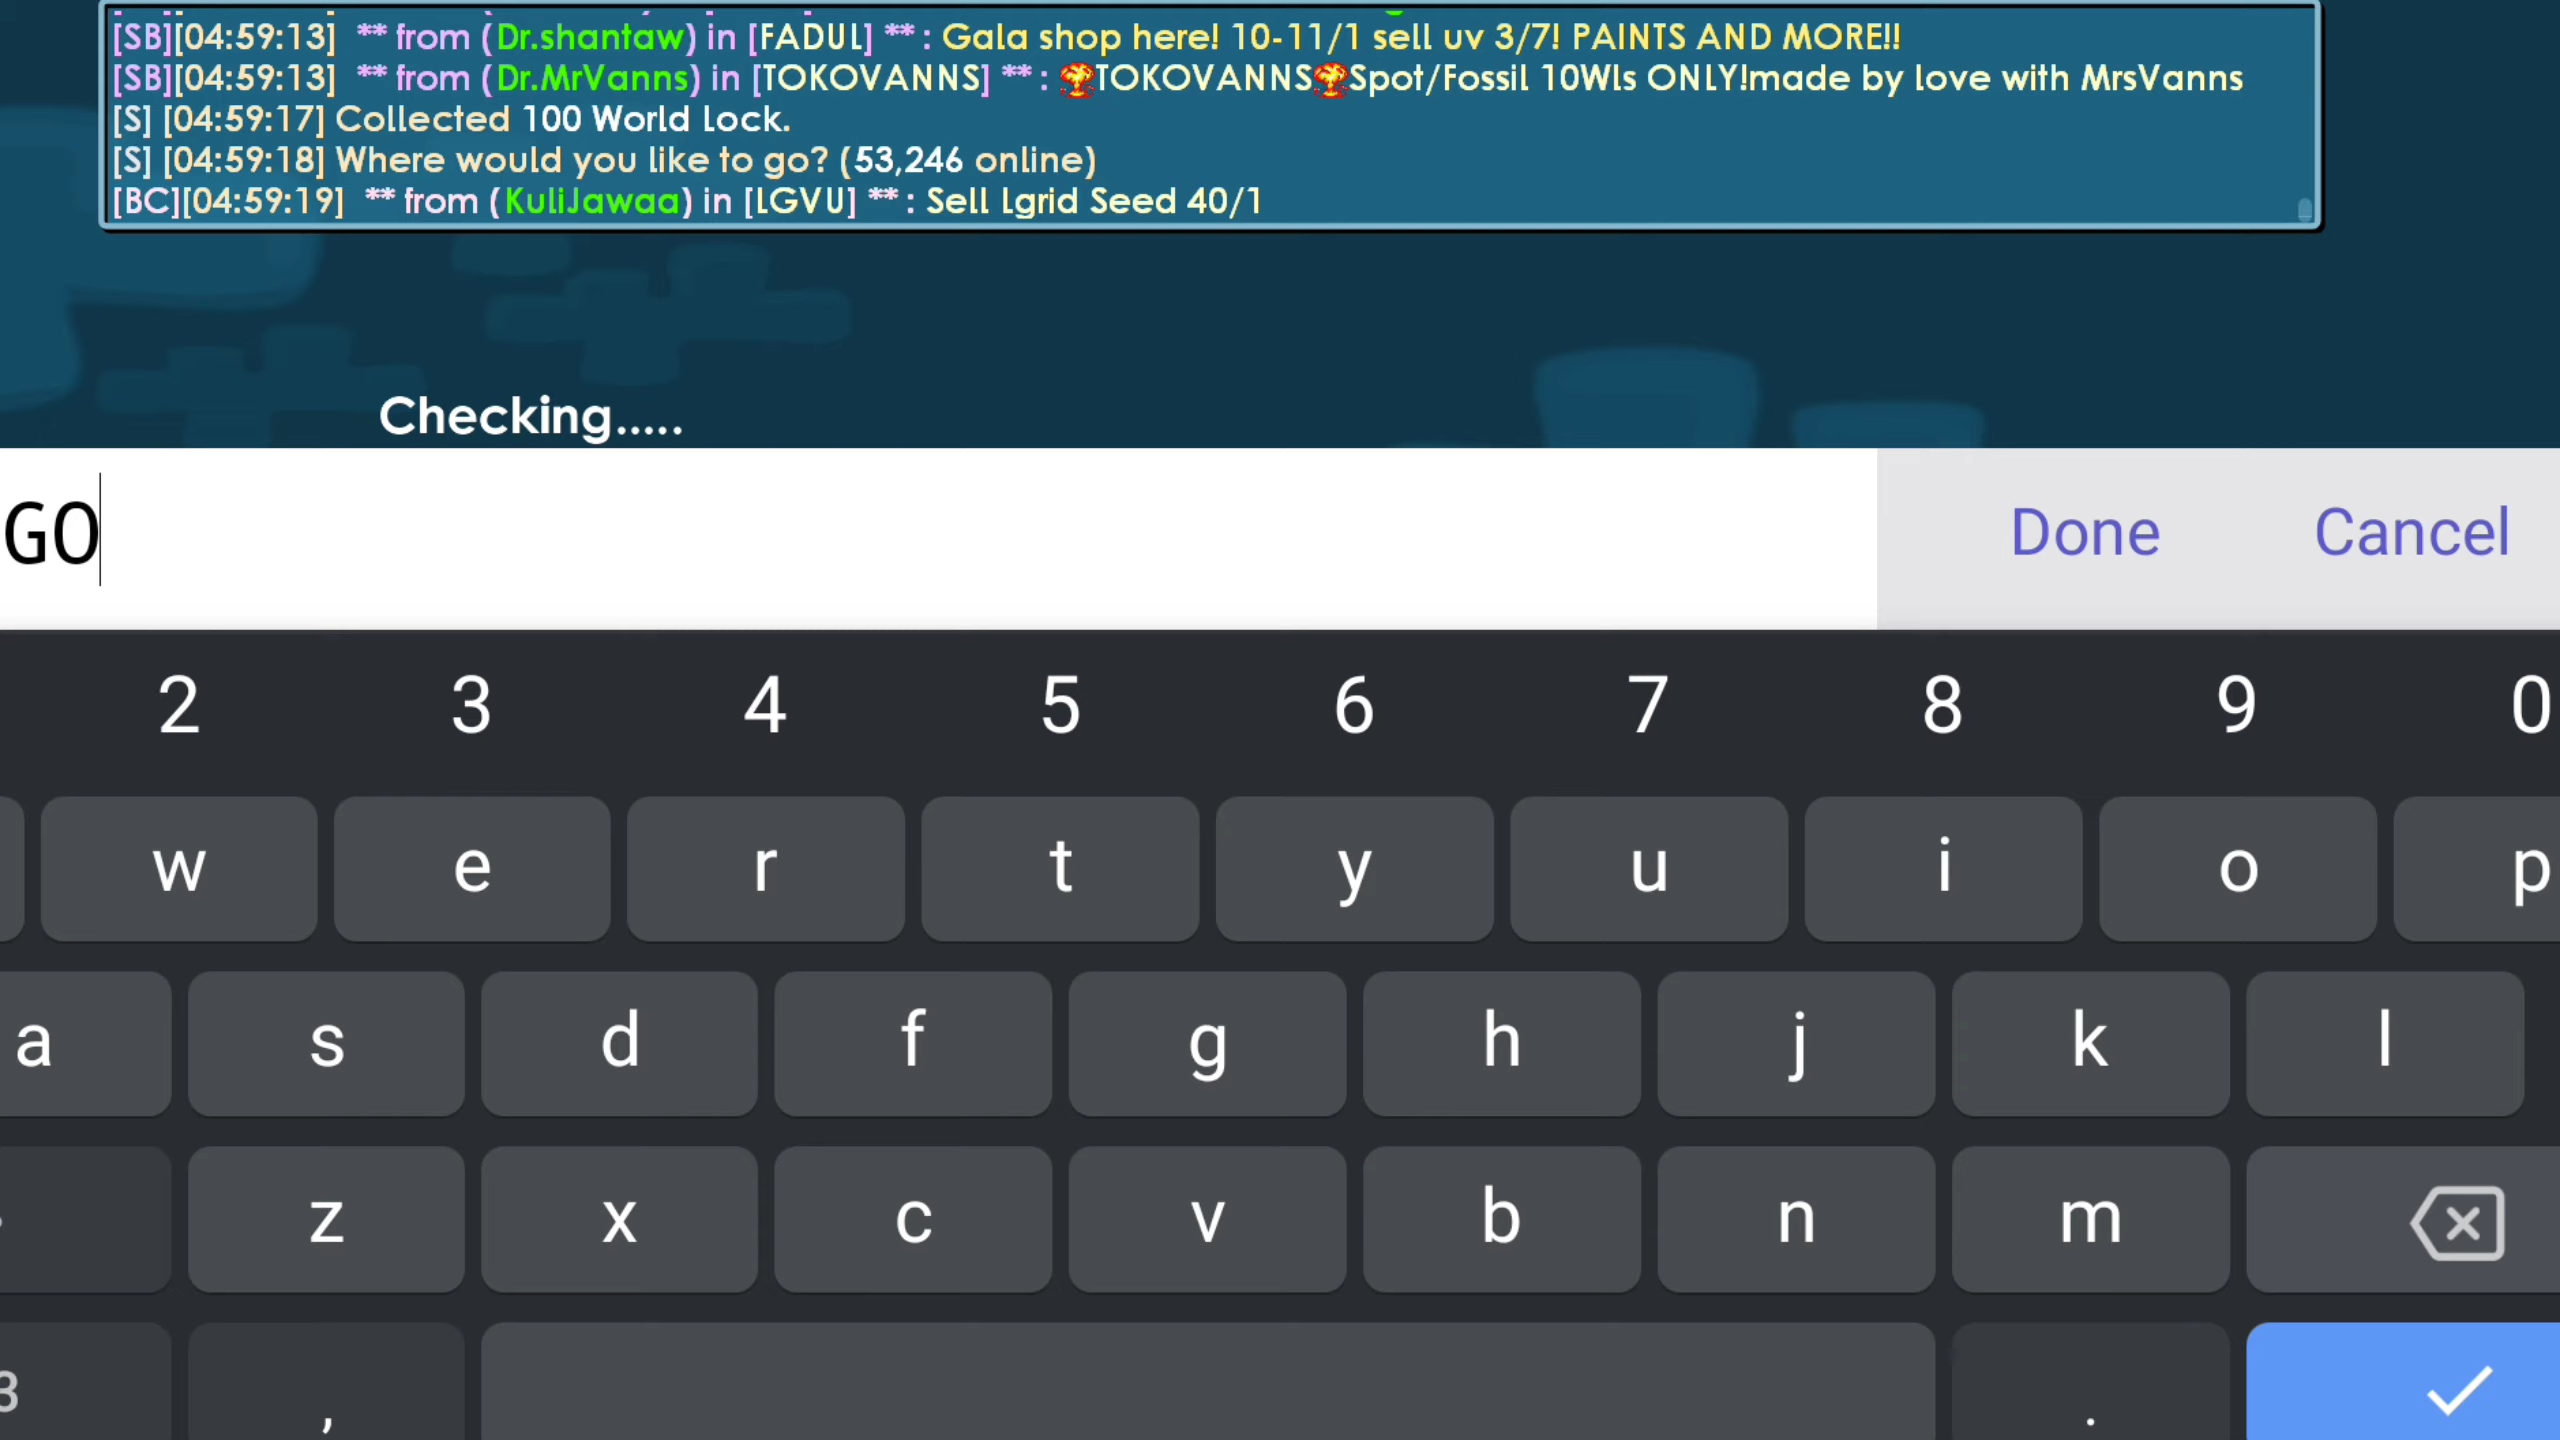 [SB][04:59:13] ** from (Dr.shantaw) in [FADUL] ** : Gala shop here! 10-11/1 sell uv 3/7! PAINTS AND MORE!!
[SB][04:59:13] ** from (Dr.MrVanns) in [TOKOVANNS] ** : TOKOVANNS Spot/Fossil 10Wls ONLY!made by love with MrsVanns
[S] [04:59:17] Collected 100 World Lock.
[S] [04:59:18] Where would you like to go? (53,246 online)
[BC][04:59:19] ** from (KuliJawaa) in [LGVU] ** : Sell Lgrid Seed 40/1
Checking.....
GO Done Cancel
2 3 4 5 6 7 8 9 0
w e r t y u i o p
a s d f g h j k l
z x c v b n m
3 , .